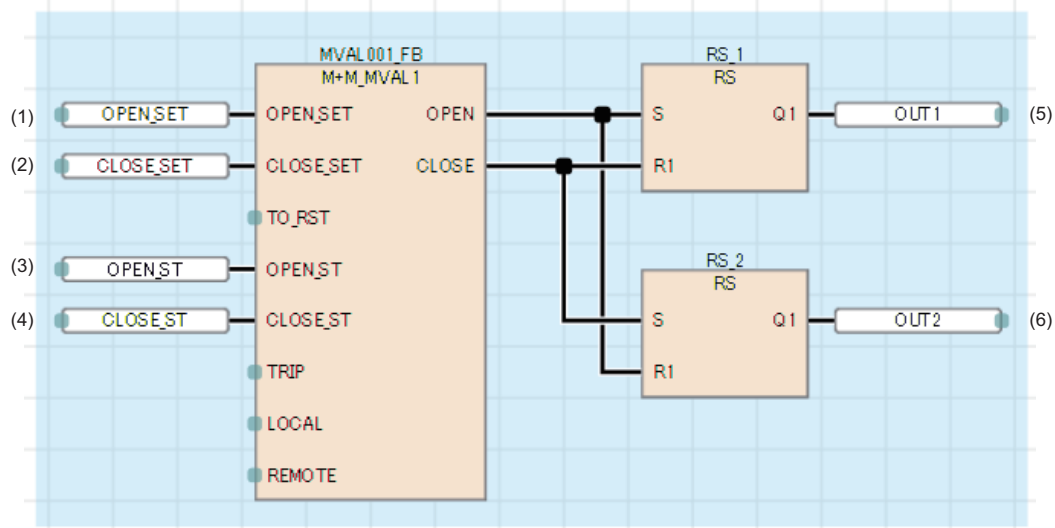 MVAL001_FB
M+M_MVAL1
RS_1
RS
(1) OPEN_SET OPEN_SET OPEN S Q1 OUT1 (5)
(2) CLOSE_SET CLOSE_SET CLOSE R1
TO_RST
(3) OPEN_ST OPEN_ST
RS_2
RS
(4) CLOSE_ST CLOSE_ST S Q1 OUT2 (6)
TRIP R1
LOCAL
REMOTE